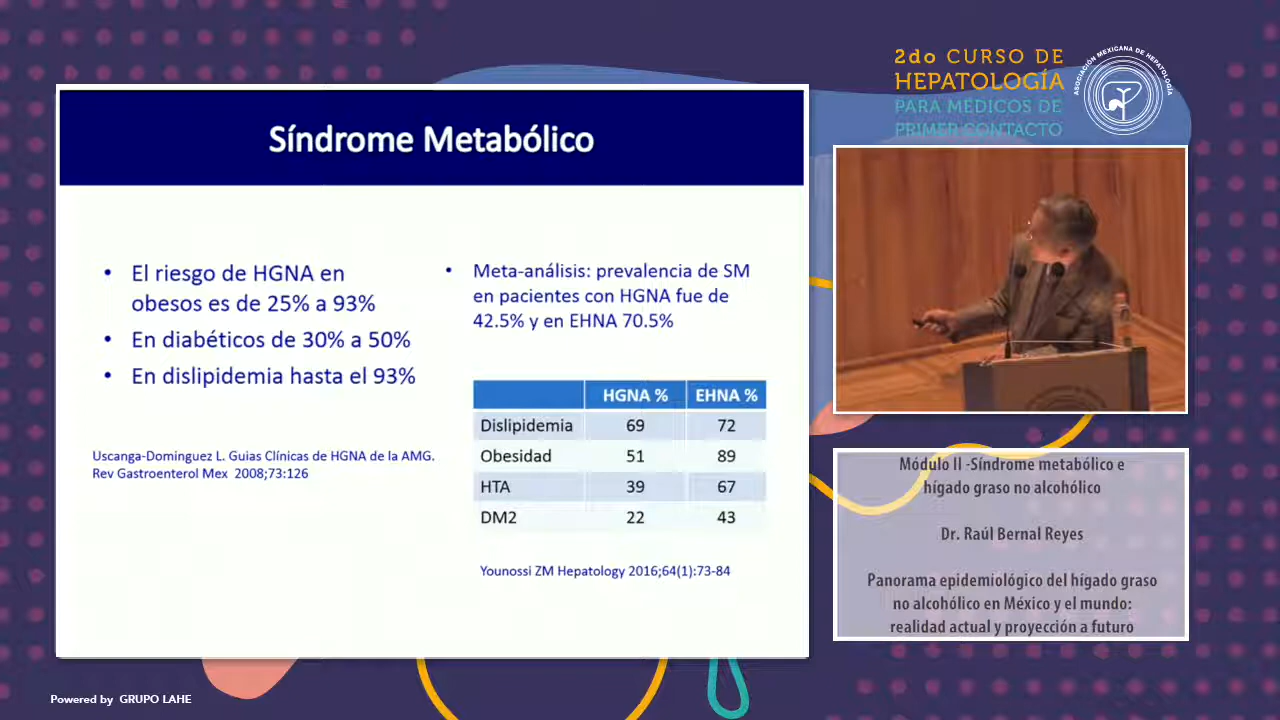 2do CURSO DE
HEPATOLOGÍA
PARA MÉDICOS DE
PRIMER CONTACTO
ASOCIACIÓN MEXICANA DE HEPATOLOGÍA
Síndrome Metabólico
• El riesgo de HGNA en
obesos es de 25% a 93%
• En diabéticos de 30% a 50%
• En dislipidemia hasta el 93%
Uscanga-Dominguez L. Guias Clínicas de HGNA de la AMG.
Rev Gastroenterol Mex 2008;73:126
• Meta-análisis: prevalencia de SM
en pacientes con HGNA fue de
42.5% y en EHNA 70.5%
HGNA % EHNA %
Dislipidemia 69 72
Obesidad 51 89
HTA 39 67
DM2 22 43
Younossi ZM Hepatology 2016;64(1):73-84
Módulo II -Síndrome metabólico e
hígado graso no alcohólico
Dr. Raúl Bernal Reyes
Panorama epidemiológico del hígado graso
no alcohólico en México y el mundo:
realidad actual y proyección a futuro
Powered by GRUPO LAHE